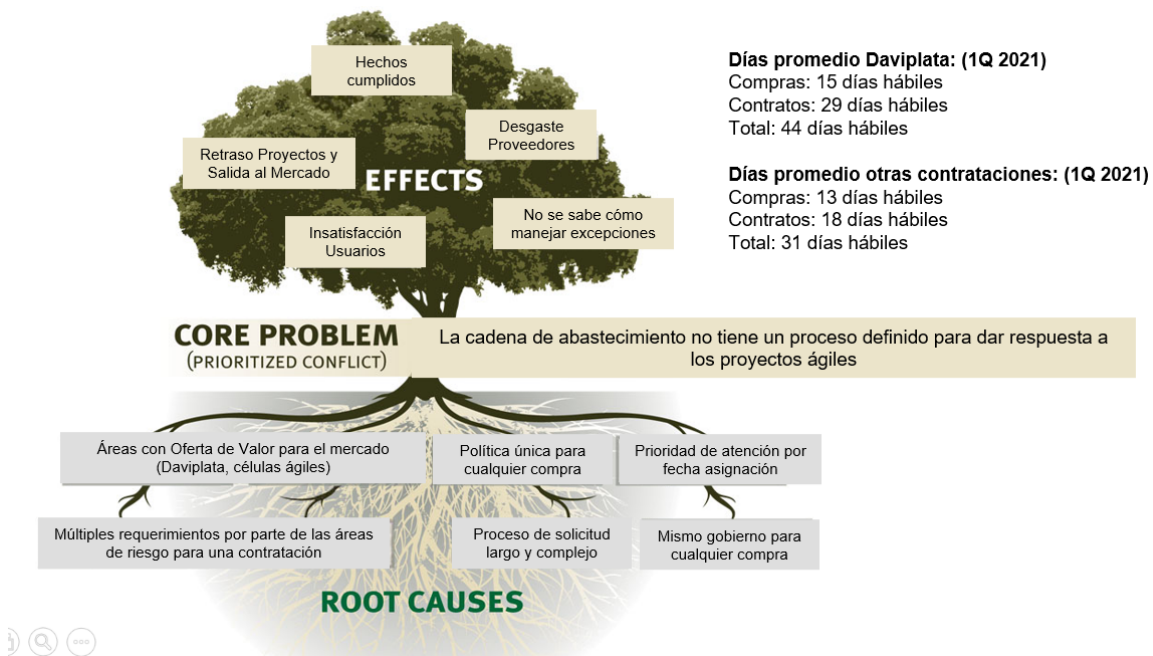 Hechos
cumplidos
Desgaste
Proveedores
Retraso Proyectos y
Salida al Mercado
EFFECTS
No se sabe cómo
manejar excepciones
Insatisfacción
Usuarios
Días promedio Daviplata: (1Q 2021)
Compras: 15 días hábiles
Contratos: 29 días hábiles
Total: 44 días hábiles
Días promedio otras contrataciones: (1Q 2021)
Compras: 13 días hábiles
Contratos: 18 días hábiles
Total: 31 días hábiles
CORE PROBLEM
(PRIORITIZED CONFLICT)
La cadena de abastecimiento no tiene un proceso definido para dar respuesta a
los proyectos ágiles
Áreas con Oferta de Valor para el mercado
(Daviplata, células ágiles)
Política única para
cualquier compra
Prioridad de atención por
fecha asignación
Múltiples requerimientos por parte de las áreas
de riesgo para una contratación
Proceso de solicitud
largo y complejo
Mismo gobierno para
cualquier compra
ROOT CAUSES